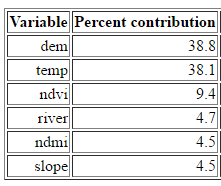 Variable Percent contribution
dem 38.8
temp 38.1
ndvi 9.4
river 4.7
ndmi 4.5
slope 4.5